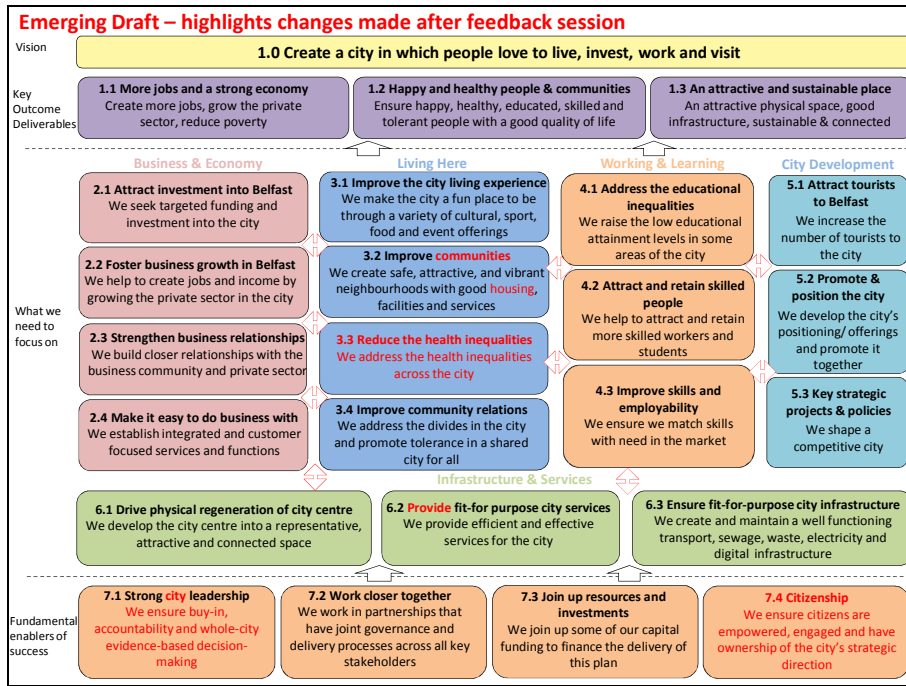 Emerging Draft – highlights changes made after feedback session
Vision
1.0 Create a city in which people love to live, invest, work and visit
Key
Outcome
Deliverables
1.1 More jobs and a strong economy
Create more jobs, grow the private
sector, reduce poverty
1.2 Happy and healthy people & communities
Ensure happy, healthy, educated, skilled and
tolerant people with a good quality of life
1.3 An attractive and sustainable place
An attractive physical space, good
infrastructure, sustainable & connected
What we
need to
focus on
Business & Economy
2.1 Attract investment into Belfast
We seek targeted funding and
investment into the city
2.2 Foster business growth in Belfast
We help to create jobs and income by
growing the private sector in the city
2.3 Strengthen business relationships
We build closer relationships with the
business community and private sector
2.4 Make it easy to do business with
We establish integrated and customer
focused services and functions
Living Here
3.1 Improve the city living experience
We make the city a fun place to be
through a variety of cultural, sport,
food and event offerings
3.2 Improve communities
We create safe, attractive, and vibrant
neighbourhoods with good housing,
facilities and services
3.3 Reduce the health inequalities
We address the health inequalities
across the city
3.4 Improve community relations
We address the divides in the city
and promote tolerance in a shared
city for all
Working & Learning
4.1 Address the educational
inequalities
We raise the low educational
attainment levels in some
areas of the city
4.2 Attract and retain skilled
people
We help to attract and retain
more skilled workers and
students
4.3 Improve skills and
employability
We ensure we match skills
with need in the market
City Development
5.1 Attract tourists
to Belfast
We increase the
number of tourists to
the city
5.2 Promote &
position the city
We develop the city’s
positioning/ offerings
and promote it
together
5.3 Key strategic
projects & policies
We shape a
competitive city
Infrastructure & Services
6.1 Drive physical regeneration of city centre
We develop the city centre into a representative,
attractive and connected space
6.2 Provide fit-for purpose city services
We provide efficient and effective
services for the city
6.3 Ensure fit-for-purpose city infrastructure
We create and maintain a well functioning
transport, sewage, waste, electricity and
digital infrastructure
Fundamental
enablers of
success
7.1 Strong city leadership
We ensure buy-in,
accountability and whole-city
evidence-based decision-
making
7.2 Work closer together
We work in partnerships that
have joint governance and
delivery processes across all key
stakeholders
7.3 Join up resources and
investments
We join up some of our capital
funding to finance the delivery of
this plan
7.4 Citizenship
We ensure citizens are
empowered, engaged and have
ownership of the city’s strategic
direction